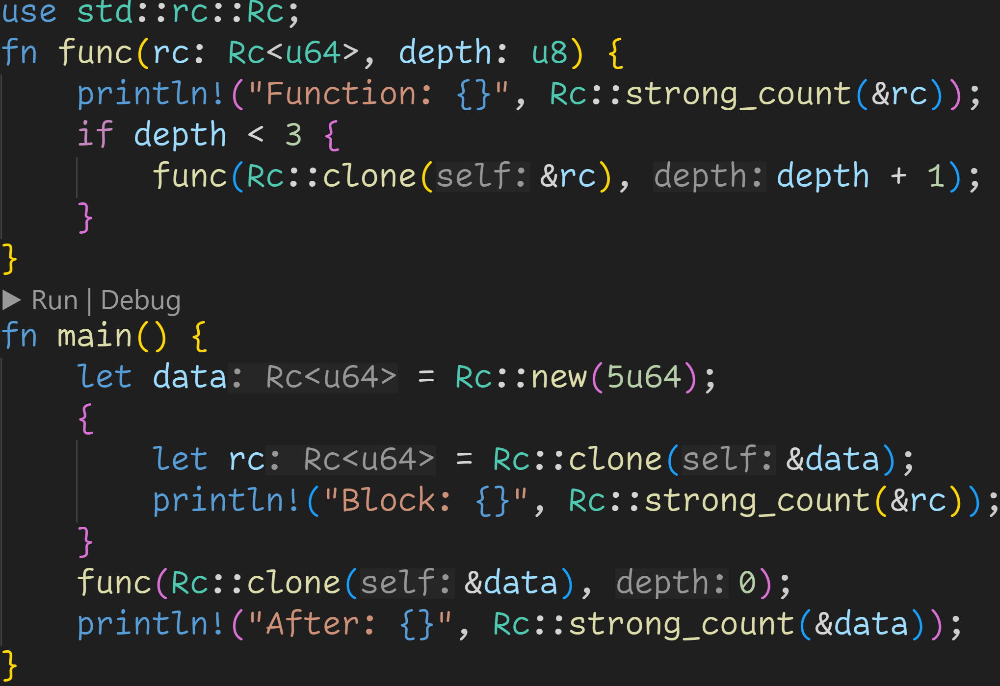 use std::rc::Rc;
fn func(rc: Rc<u64>, depth: u8) {
    println!("Function: {}", Rc::strong_count(&rc));
    if depth < 3 {
        func(Rc::clone(self: &rc), depth: depth + 1);
    }
}
▶ Run | Debug
fn main() {
    let data: Rc<u64> = Rc::new(5u64);
    {
        let rc: Rc<u64> = Rc::clone(self: &data);
        println!("Block: {}", Rc::strong_count(&rc));
    }
    func(Rc::clone(self: &data), depth: 0);
    println!("After: {}", Rc::strong_count(&data));
}